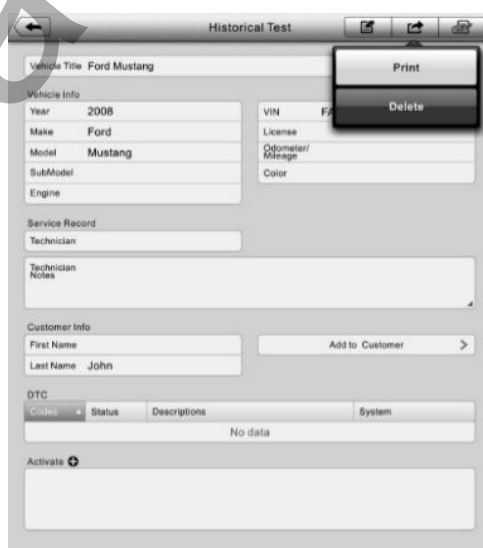 Historical Test
Vehicle Title Ford Mustang
Print
Delete
Vehicle Info
Year 2008
Make Ford
Model Mustang
SubModel
Engine
VIN FA
License
Odometer/
Mileage
Color
Service Record
Technician
Technician
Notes
Customer Info
First Name
Last Name John
Add to Customer >
DTC
Codes Status Descriptions System
No data
Activate